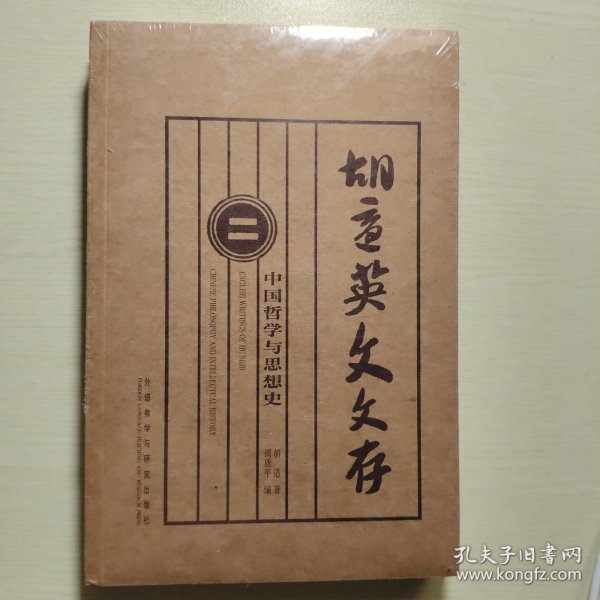 胡适英文文存
二
中国哲学与思想史
ENGLISH WRITINGS OF HU SHIH
CHINESE PHILOSOPHY AND INTELLECTUAL HISTORY
胡适 著
周质平 编
外语教学与研究出版社
FOREIGN LANGUAGE TEACHING AND RESEARCH PRESS
孔夫子旧书网
www.kongfz.com